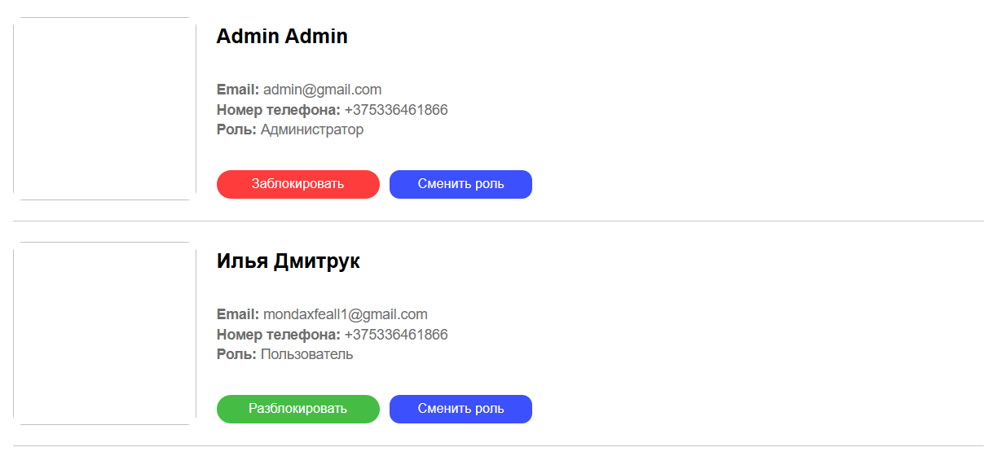 Admin Admin
Email: admin@gmail.com
Номер телефона: +375336461866
Роль: Администратор
Заблокировать Сменить роль
Илья Дмитрук
Email: mondaxfeall1@gmail.com
Номер телефона: +375336461866
Роль: Пользователь
Разблокировать Сменить роль